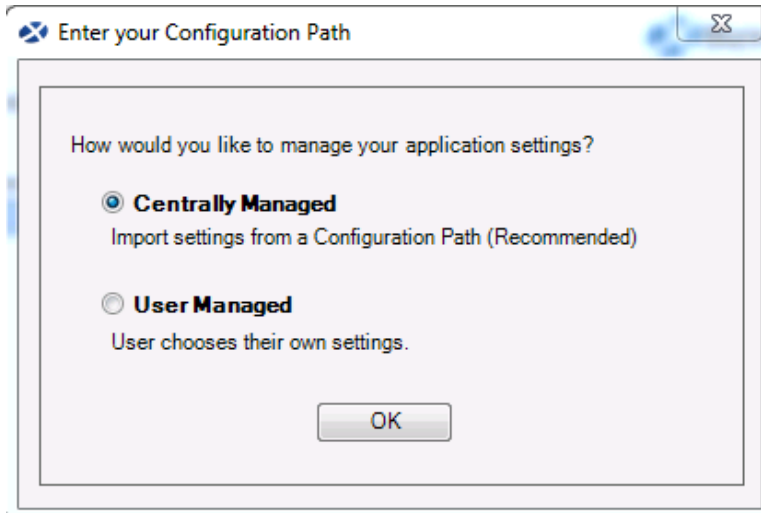 Enter your Configuration Path
How would you like to manage your application settings?
Centrally Managed
Import settings from a Configuration Path (Recommended)
User Managed
User chooses their own settings.
OK